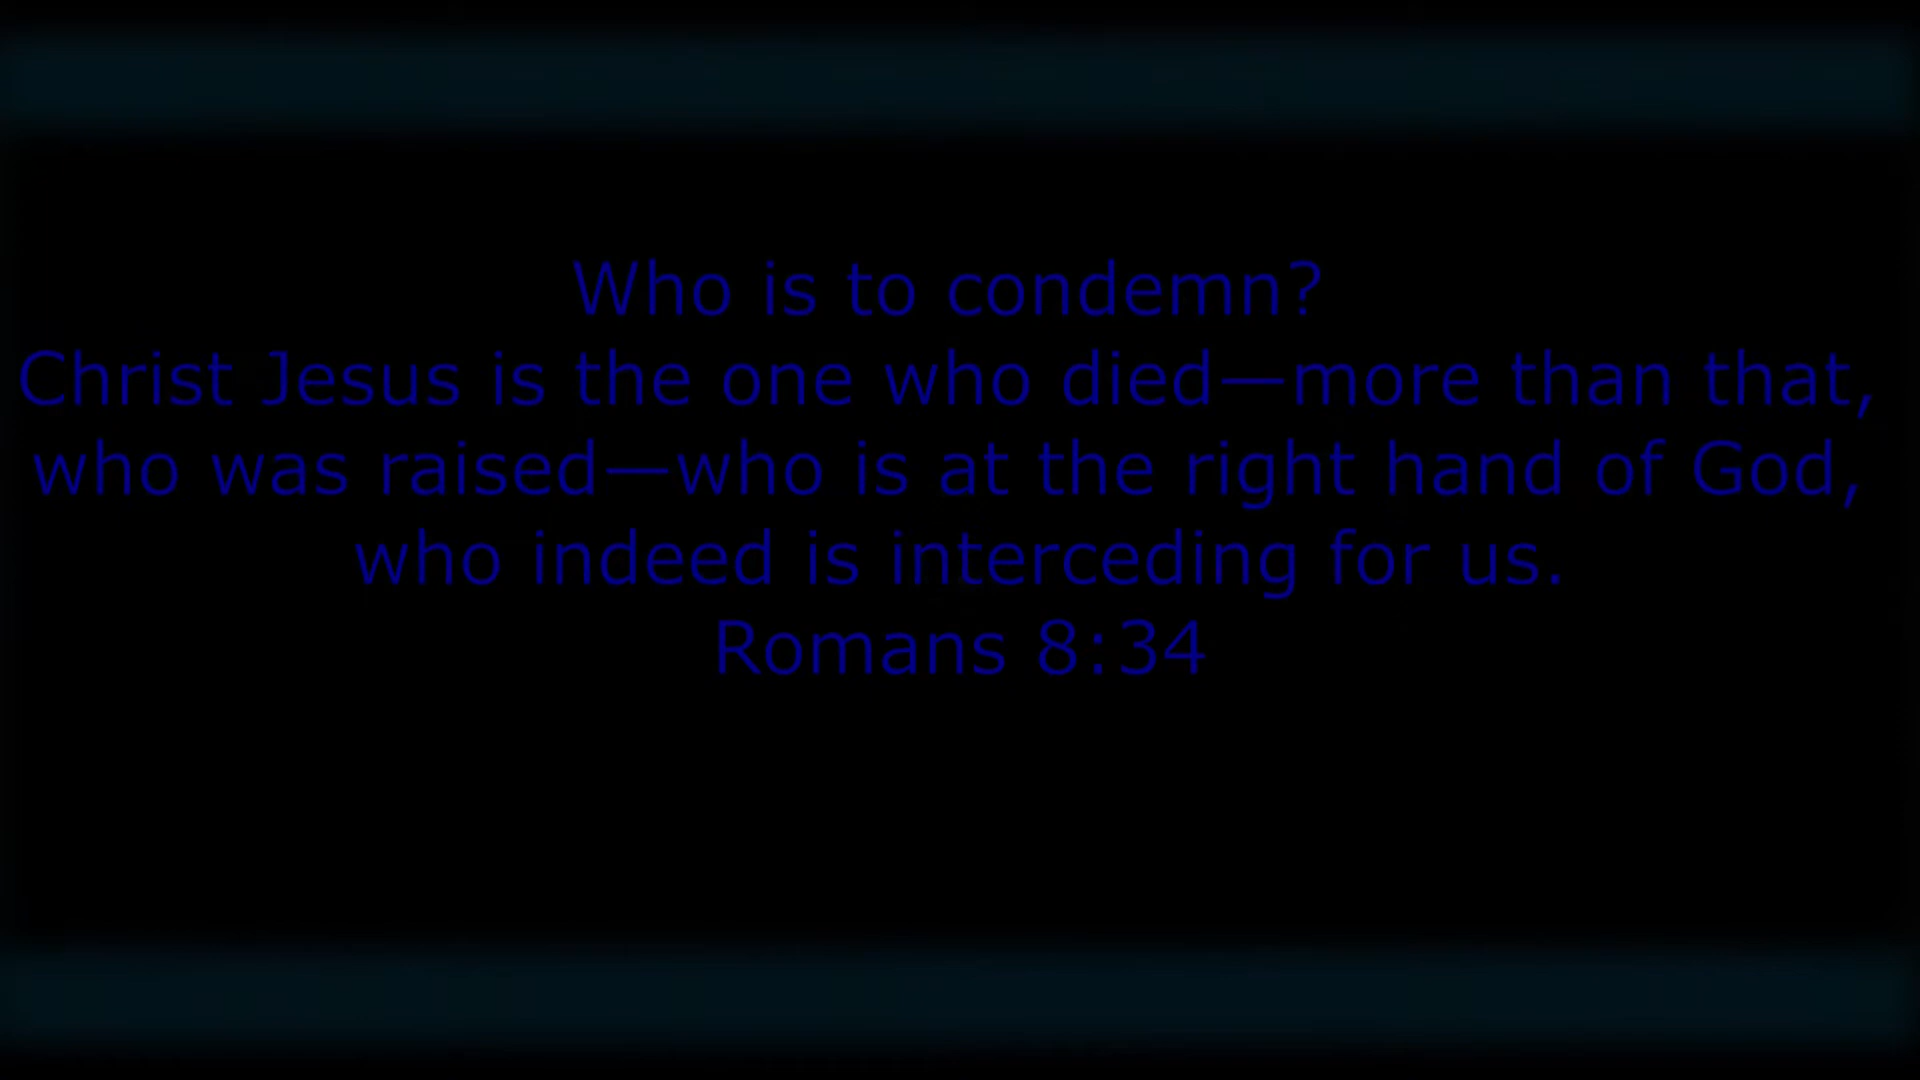 Who is to condemn?
Christ Jesus is the one who died—more than that,
who was raised—who is at the right hand of God,
who indeed is interceding for us.
Romans 8:34